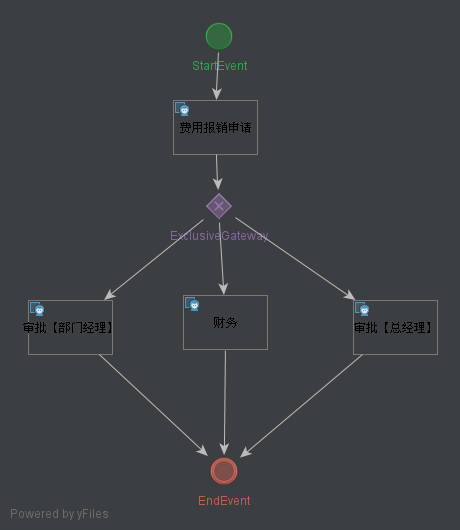 StartEvent
费用报销申请
ExclusiveGateway
审批【部门经理】
财务
审批【总经理】
EndEvent
Powered by yFiles